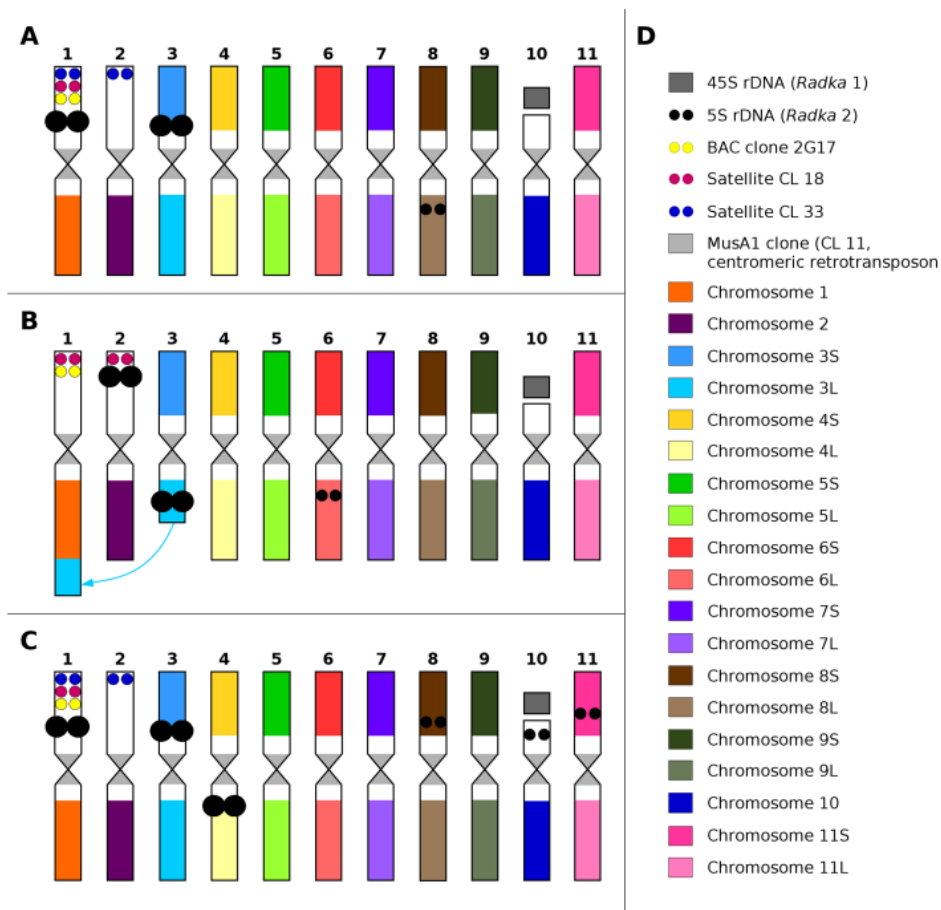 A
1 2 3 4 5 6 7 8 9 10 11
B
1 2 3 4 5 6 7 8 9 10 11
C
1 2 3 4 5 6 7 8 9 10 11
D
45S rDNA (Radka 1)
5S rDNA (Radka 2)
BAC clone 2G17
Satellite CL 18
Satellite CL 33
MusA1 clone (CL 11,
centromeric retrotransposon
Chromosome 1
Chromosome 2
Chromosome 3S
Chromosome 3L
Chromosome 4S
Chromosome 4L
Chromosome 5S
Chromosome 5L
Chromosome 6S
Chromosome 6L
Chromosome 7S
Chromosome 7L
Chromosome 8S
Chromosome 8L
Chromosome 9S
Chromosome 9L
Chromosome 10
Chromosome 11S
Chromosome 11L